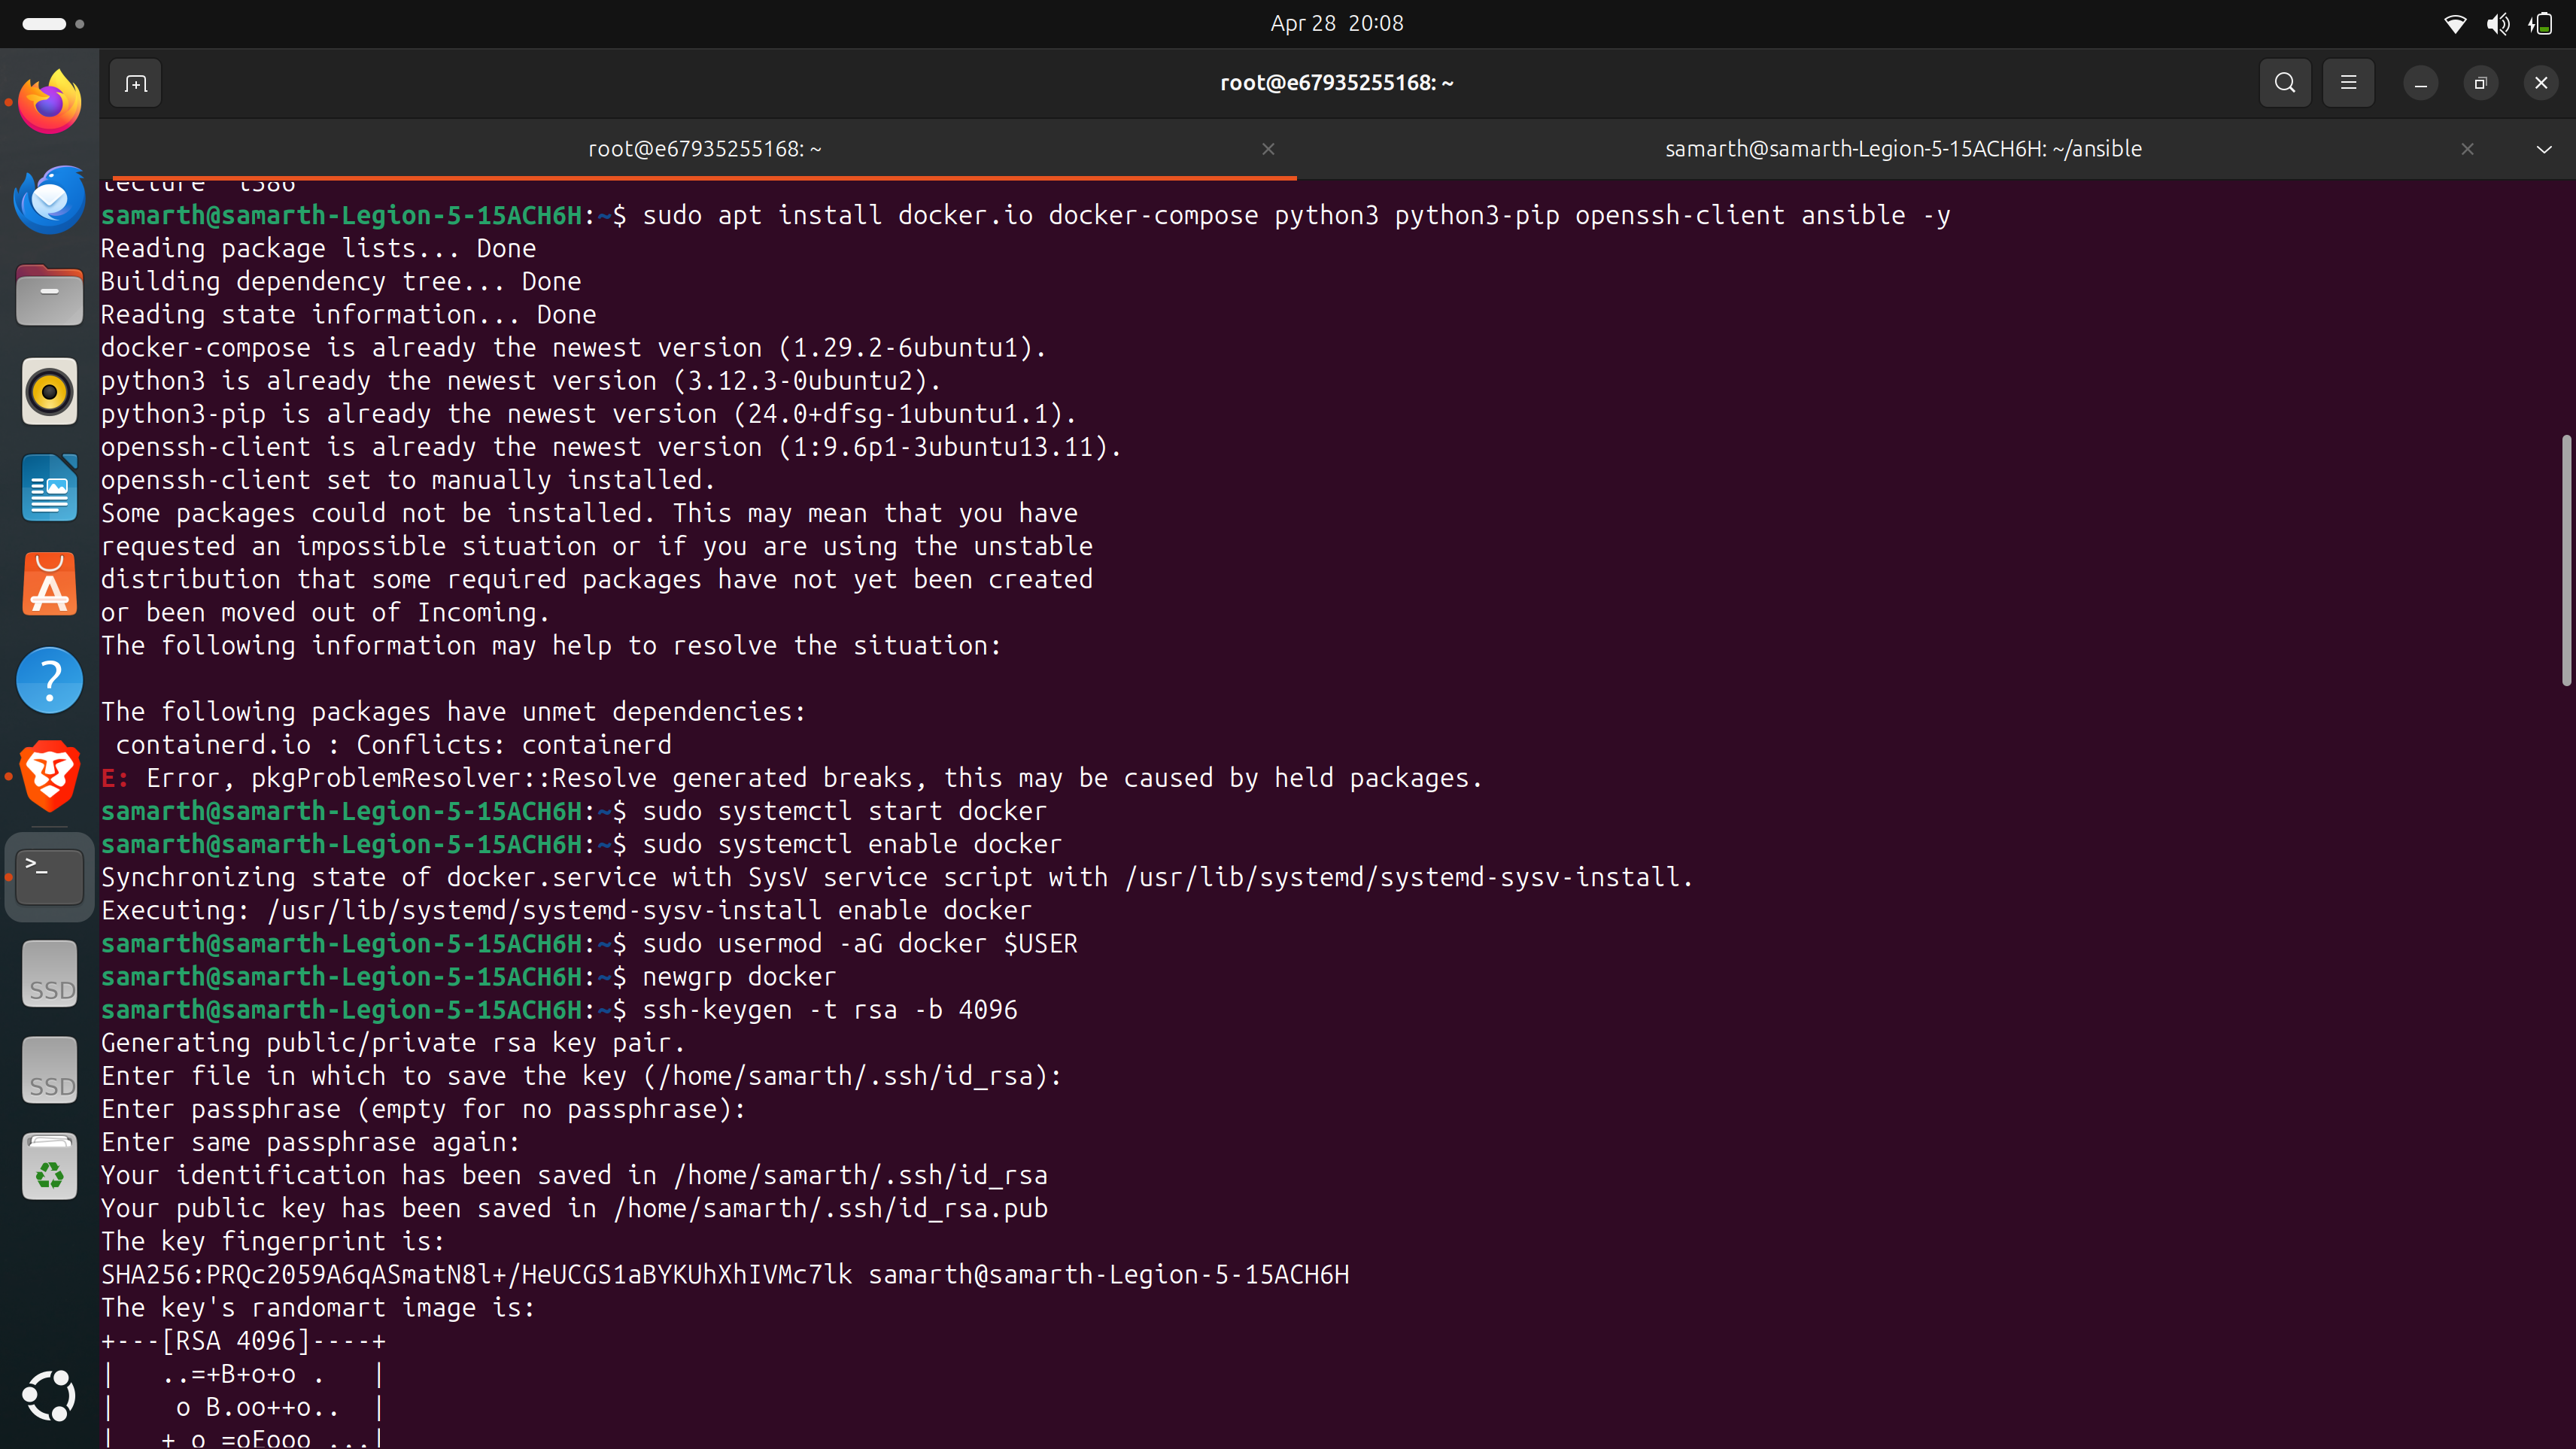 Apr 28 20:08
root@e67935255168: ~
root@e67935255168: ~
samarth@samarth-Legion-5-15ACH6H: ~/ansible
tecture 'i386'
samarth@samarth-Legion-5-15ACH6H:~$ sudo apt install docker.io docker-compose python3 python3-pip openssh-client ansible -y
Reading package lists... Done
Building dependency tree... Done
Reading state information... Done
docker-compose is already the newest version (1.29.2-6ubuntu1).
python3 is already the newest version (3.12.3-0ubuntu2).
python3-pip is already the newest version (24.0+dfsg-1ubuntu1.1).
openssh-client is already the newest version (1:9.6p1-3ubuntu13.11).
openssh-client set to manually installed.
Some packages could not be installed. This may mean that you have
requested an impossible situation or if you are using the unstable
distribution that some required packages have not yet been created
or been moved out of Incoming.
The following information may help to resolve the situation:
The following packages have unmet dependencies:
 containerd.io : Conflicts: containerd
E: Error, pkgProblemResolver::Resolve generated breaks, this may be caused by held packages.
samarth@samarth-Legion-5-15ACH6H:~$ sudo systemctl start docker
samarth@samarth-Legion-5-15ACH6H:~$ sudo systemctl enable docker
Synchronizing state of docker.service with SysV service script with /usr/lib/systemd/systemd-sysv-install.
Executing: /usr/lib/systemd/systemd-sysv-install enable docker
samarth@samarth-Legion-5-15ACH6H:~$ sudo usermod -aG docker $USER
samarth@samarth-Legion-5-15ACH6H:~$ newgrp docker
samarth@samarth-Legion-5-15ACH6H:~$ ssh-keygen -t rsa -b 4096
Generating public/private rsa key pair.
Enter file in which to save the key (/home/samarth/.ssh/id_rsa):
Enter passphrase (empty for no passphrase):
Enter same passphrase again:
Your identification has been saved in /home/samarth/.ssh/id_rsa
Your public key has been saved in /home/samarth/.ssh/id_rsa.pub
The key fingerprint is:
SHA256:PRQc2059A6qASmatN8l+/HeUCGS1aBYKUhXhIVMc7lk samarth@samarth-Legion-5-15ACH6H
The key's randomart image is:
+---[RSA 4096]----+
|   ..=+B+o+o .   |
|    o B.oo++o..  |
|   + o =oEooo ...|
SSD
SSD